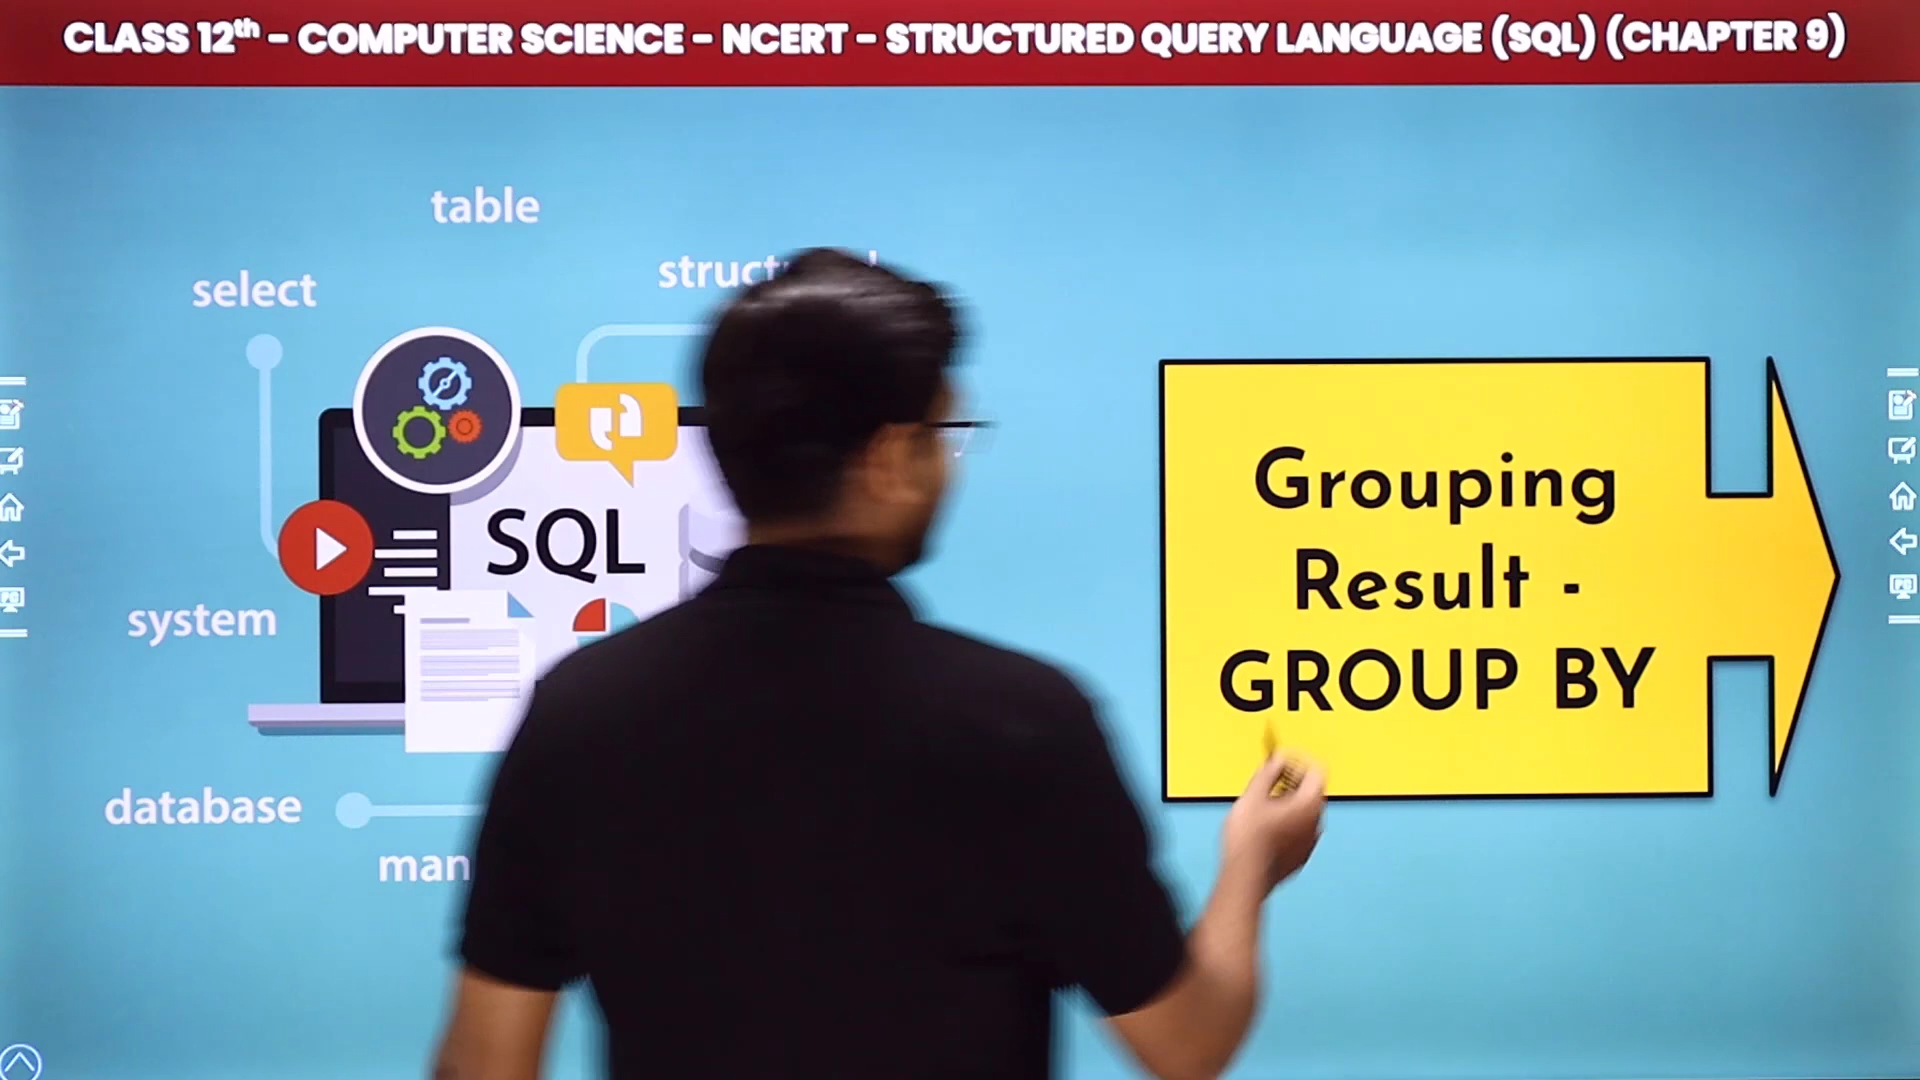 CLASS 12th - COMPUTER SCIENCE - NCERT - STRUCTURED QUERY LANGUAGE (SQL) (CHAPTER 9)
table
select
SQL
system
database
Grouping
Result -
GROUP BY